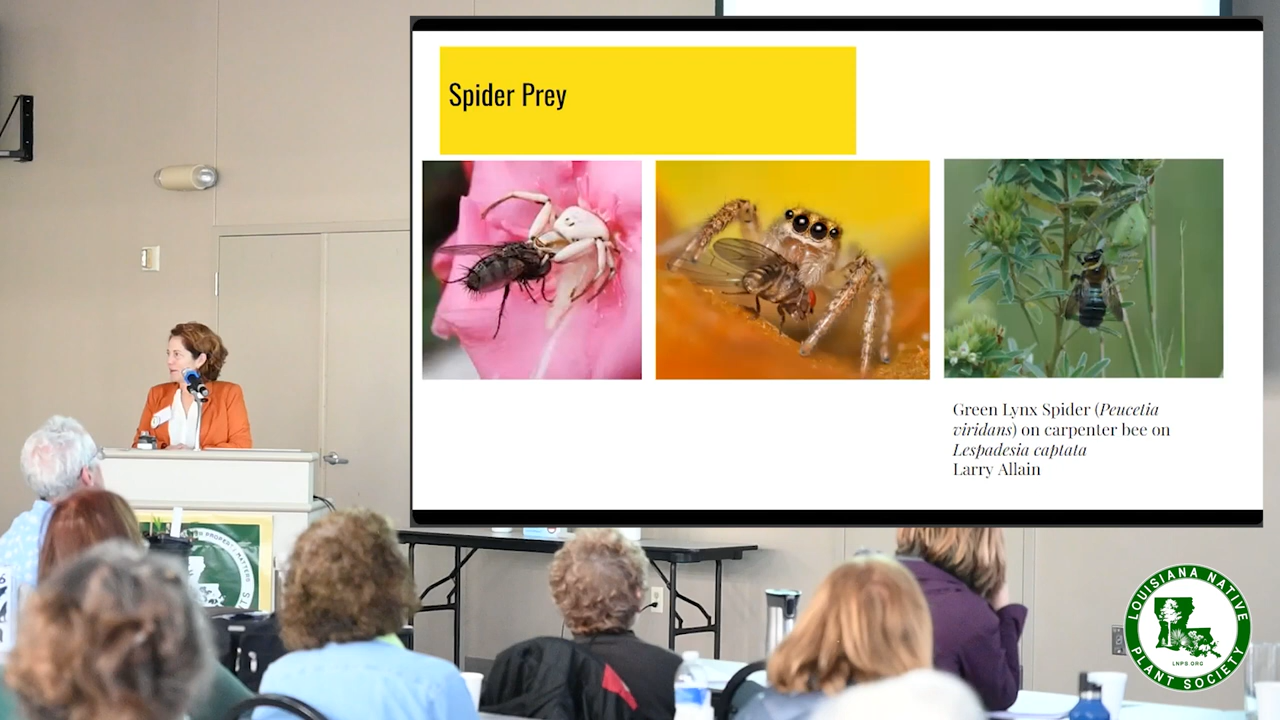 Spider Prey
Green Lynx Spider (Peucetia
viridans) on carpenter bee on
Lespadesia captata
Larry Allain
LOUISIANA NATIVE
LNPS.ORG
PLANT SOCIETY